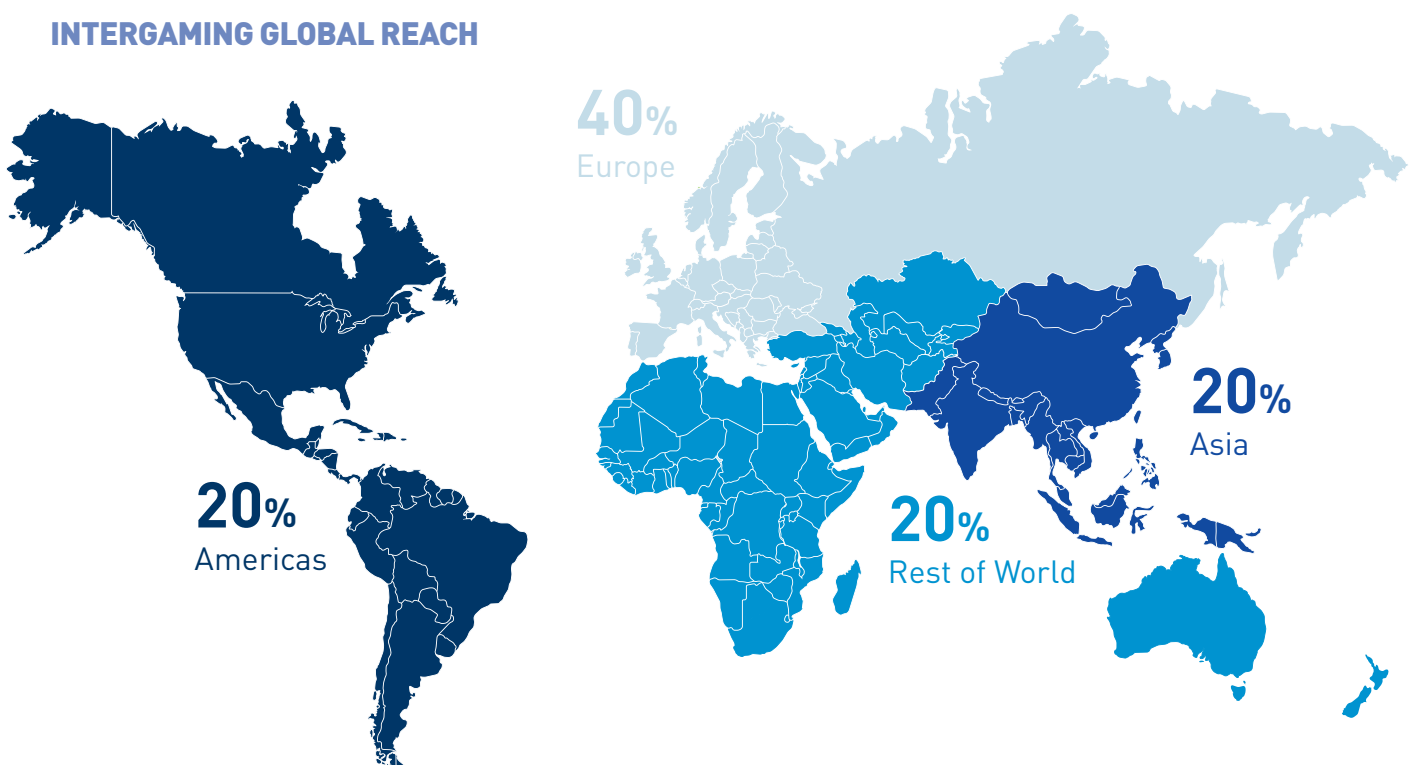 INTERGAMING GLOBAL REACH
40%
Europe
20%
Asia
20%
Americas
20%
Rest of World